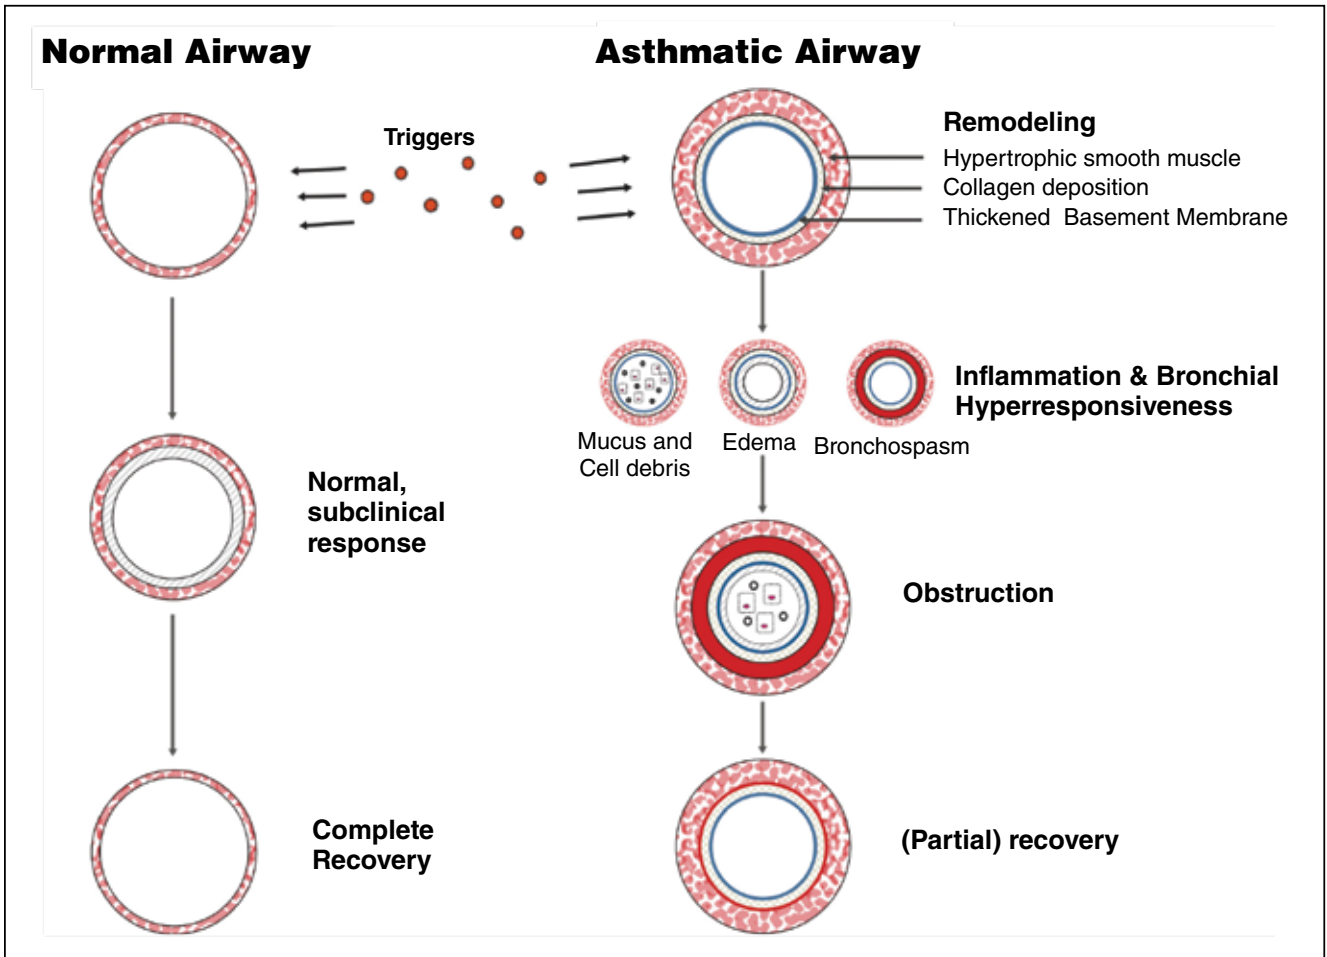 Normal Airway
Asthmatic Airway
Triggers
Remodeling
Hypertrophic smooth muscle
Collagen deposition
Thickened Basement Membrane
Mucus and
Cell debris
Edema
Bronchospasm
Inflammation & Bronchial
Hyperresponsiveness
Normal,
subclinical
response
Obstruction
Complete
Recovery
(Partial) recovery